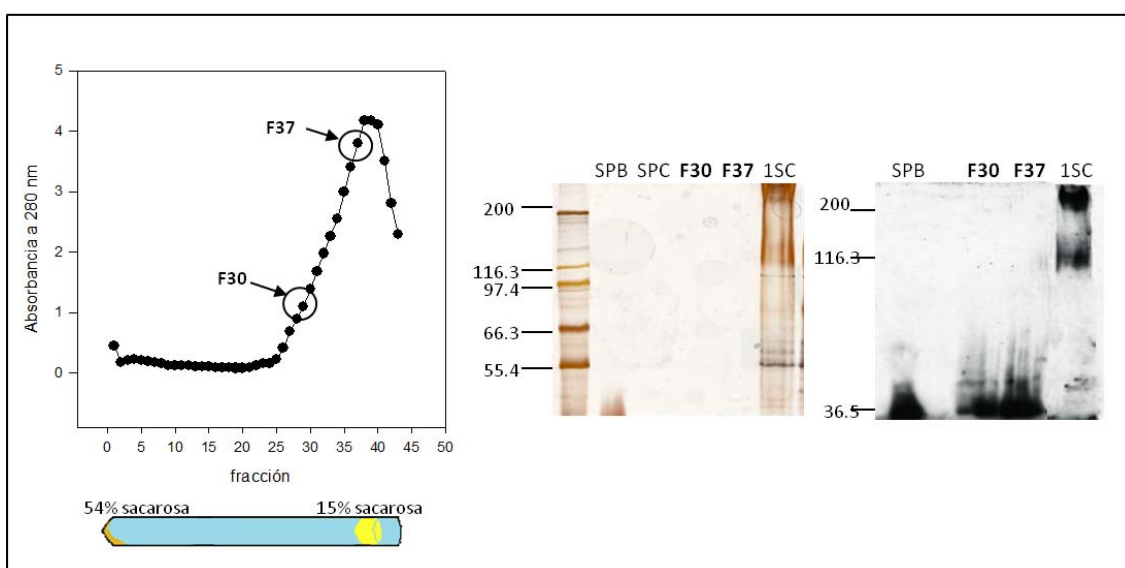 5
4
3
2
1
0
Absorbancia a 280 nm
F37
F30
0 5 10 15 20 25 30 35 40 45 50
fracción
54% sacarosa 15% sacarosa
SPB SPC F30 F37 1SC
200
116.3
97.4
66.3
55.4
SPB F30 F37 1SC
200
116.3
36.5